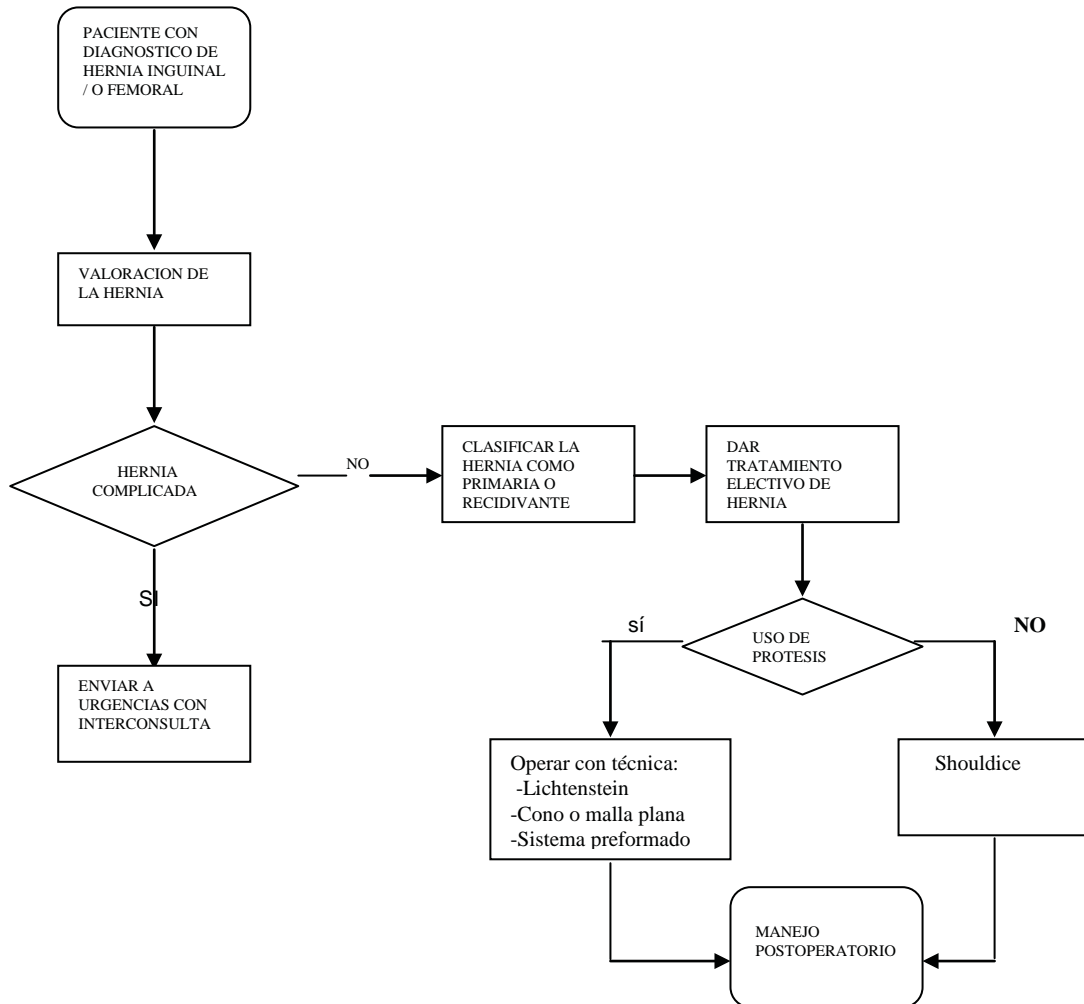 PACIENTE CON
DIAGNOSTICO DE
HERNIA INGUINAL
/ O FEMORAL
VALORACION DE
LA HERNIA
HERNIA
COMPLICADA
NO
CLASIFICAR LA
HERNIA COMO
PRIMARIA O
RECIDIVANTE
DAR
TRATAMIENTO
ELECTIVO DE
HERNIA
SI
ENVIAR A
URGENCIAS CON
INTERCONSULTA
USO DE
PROTESIS
sí
NO
Operar con técnica:
-Lichtenstein
-Cono o malla plana
-Sistema preformado
Shouldice
MANEJO
POSTOPERATORIO